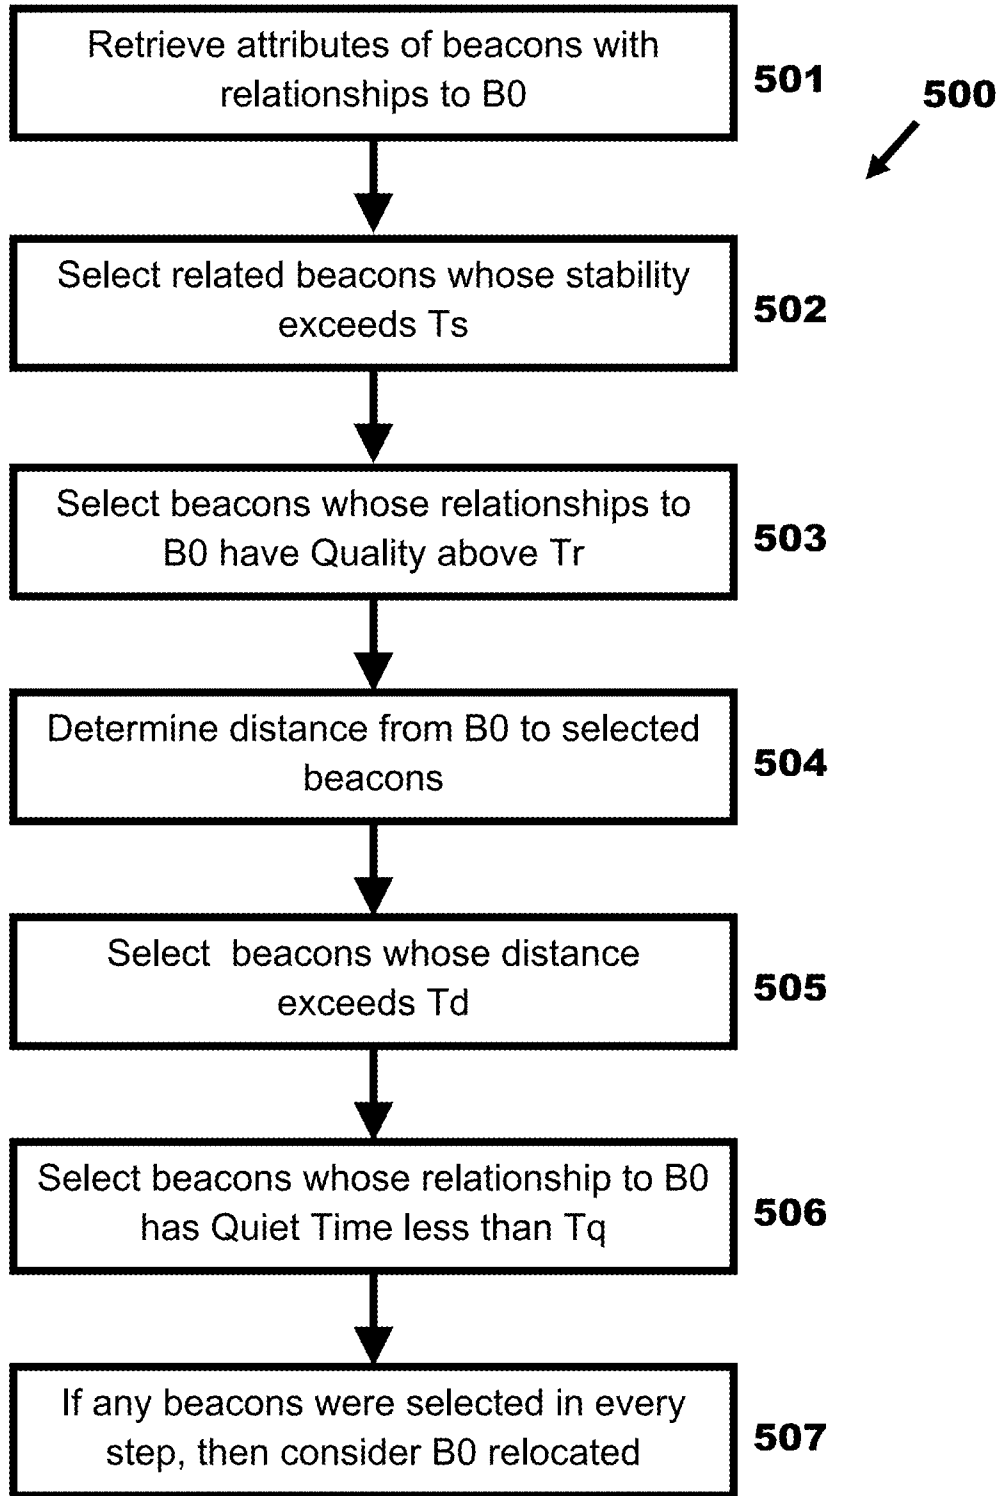 Retrieve attributes of beacons with
relationships to B0
501
500
Select related beacons whose stability
exceeds Ts
502
Select beacons whose relationships to
B0 have Quality above Tr
503
Determine distance from B0 to selected
beacons
504
Select  beacons whose distance
exceeds Td
505
Select beacons whose relationship to B0
has Quiet Time less than Tq
506
If any beacons were selected in every
step, then consider B0 relocated
507